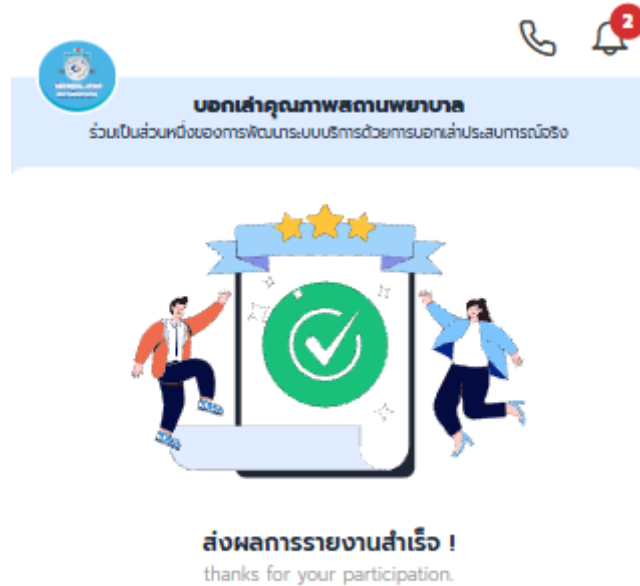 2
บอกเล่าคุณภาพสถานพยาบาล
ร่วมเป็นส่วนหนึ่งของการพัฒนาระบบบริการด้วยการบอกเล่าประสบการณ์จริง
ส่งผลการรายงานสำเร็จ !
thanks for your participation.